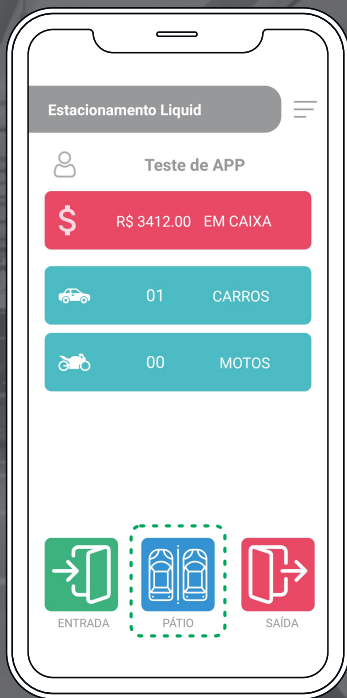 Estacionamento Liquid
Teste de APP
$ R$ 3412.00 EM CAIXA
01 CARROS
00 MOTOS
ENTRADA PÁTIO SAÍDA